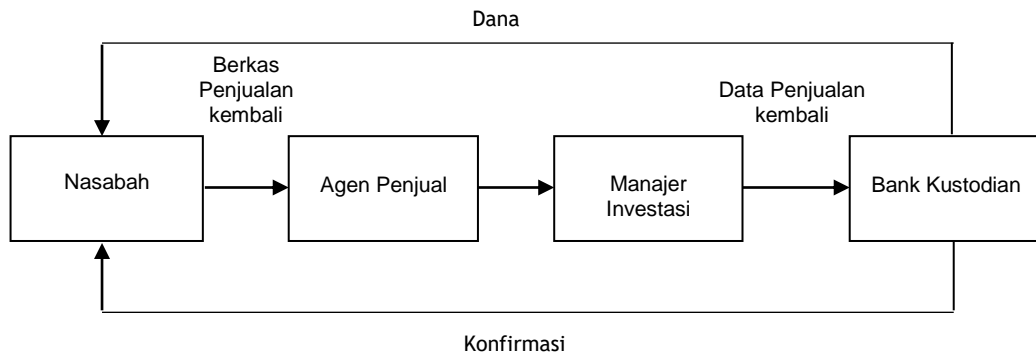 Dana
Berkas
Penjualan
kembali
Data Penjualan
kembali
Nasabah
Agen Penjual
Manajer
Investasi
Bank Kustodian
Konfirmasi